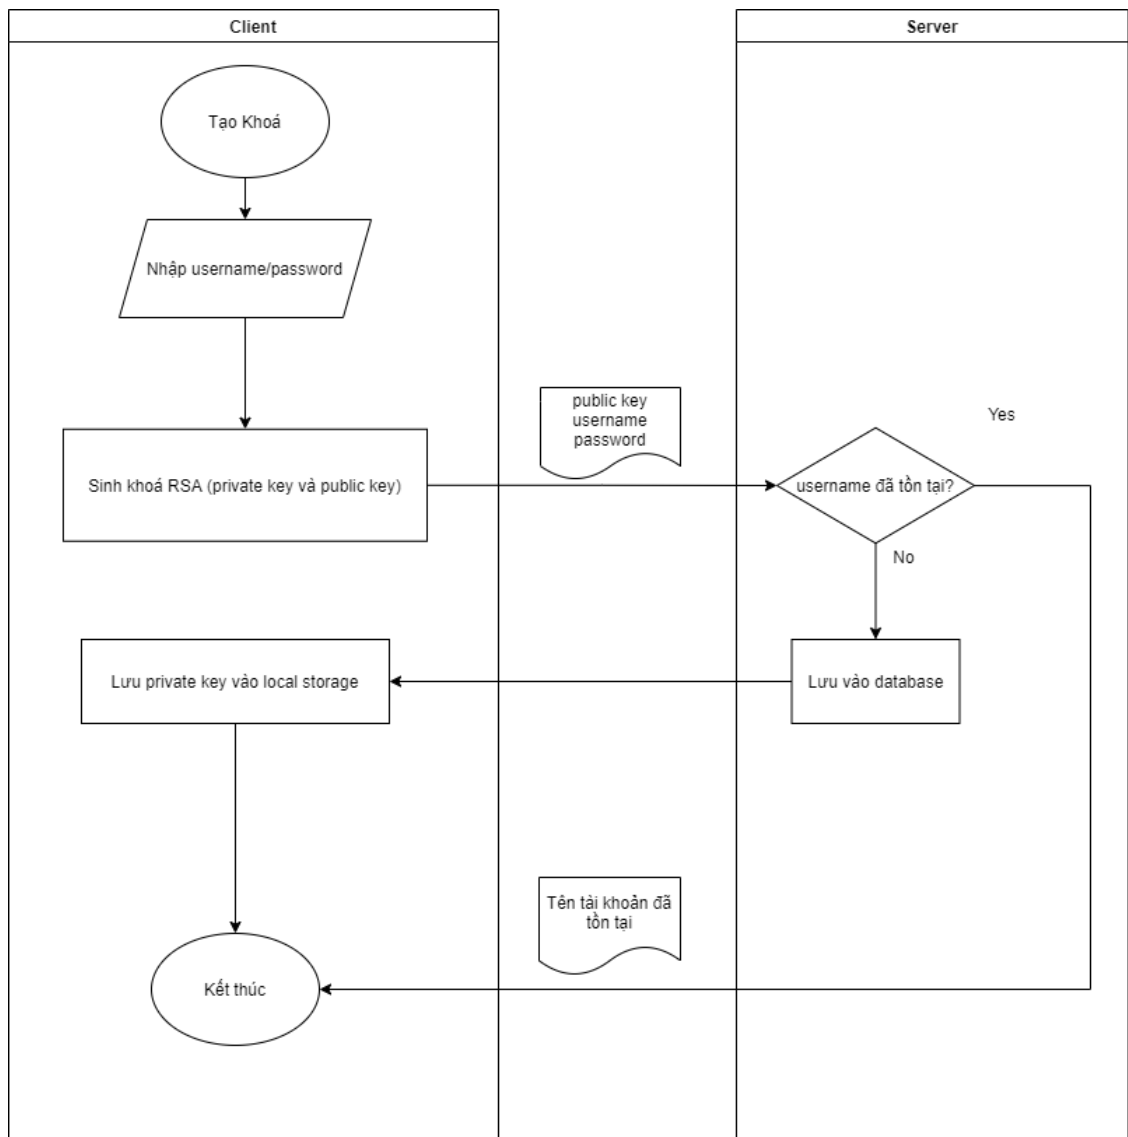 Client
Server
Tạo Khoá
Nhập username/password
public key
username
password
Yes
Sinh khoá RSA (private key và public key)
username đã tồn tại?
No
Lưu private key vào local storage
Lưu vào database
Tên tài khoản đã
tồn tại
Kết thúc